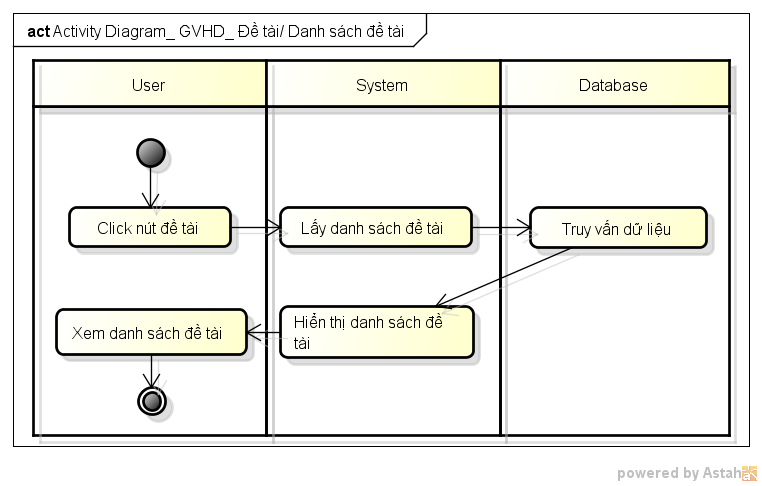 act Activity Diagram_ GVHD_ Đề tài/ Danh sách đề tài
User
System
Database
Click nút đề tài
Lấy danh sách đề tài
Truy vấn dữ liệu
Xem danh sách đề tài
Hiển thị danh sách đề
tài
powered by Astah